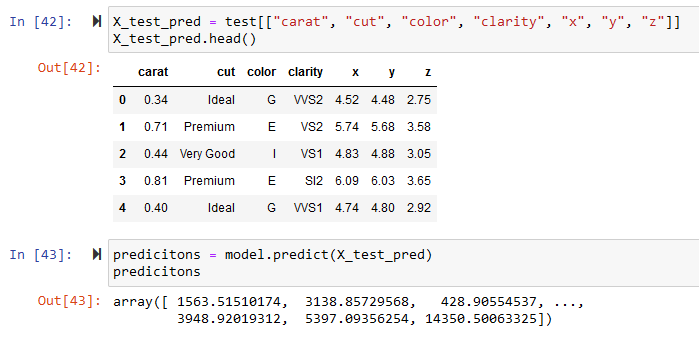 In [42]: X_test_pred = test[["carat", "cut", "color", "clarity", "x", "y", "z"]]
X_test_pred.head()
Out[42]:
carat cut color clarity x y z
0 0.34 Ideal G VVS2 4.52 4.48 2.75
1 0.71 Premium E VS2 5.74 5.68 3.58
2 0.44 Very Good I VS1 4.83 4.88 3.05
3 0.81 Premium E SI2 6.09 6.03 3.65
4 0.40 Ideal G VVS1 4.74 4.80 2.92
In [43]: predicitons = model.predict(X_test_pred)
predicitons
Out[43]: array([ 1563.51510174, 3138.85729568, 428.90554537, ...,
3948.92019312, 5397.09356254, 14350.50063325])